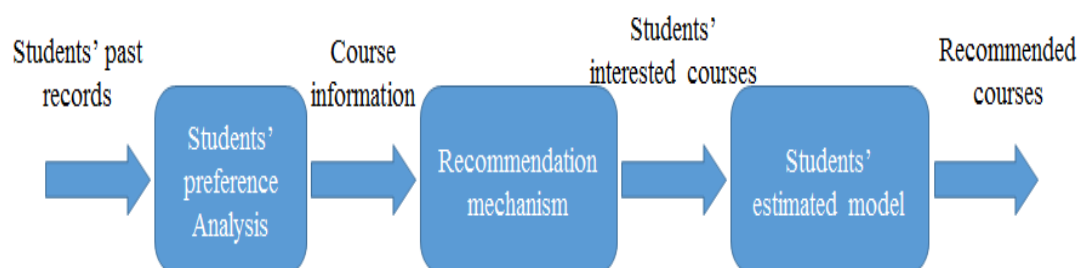 Students’ past
records
Students’
preference
Analysis
Course
information
Recommendation
mechanism
Students’
interested courses
Students’
estimated model
Recommended
courses